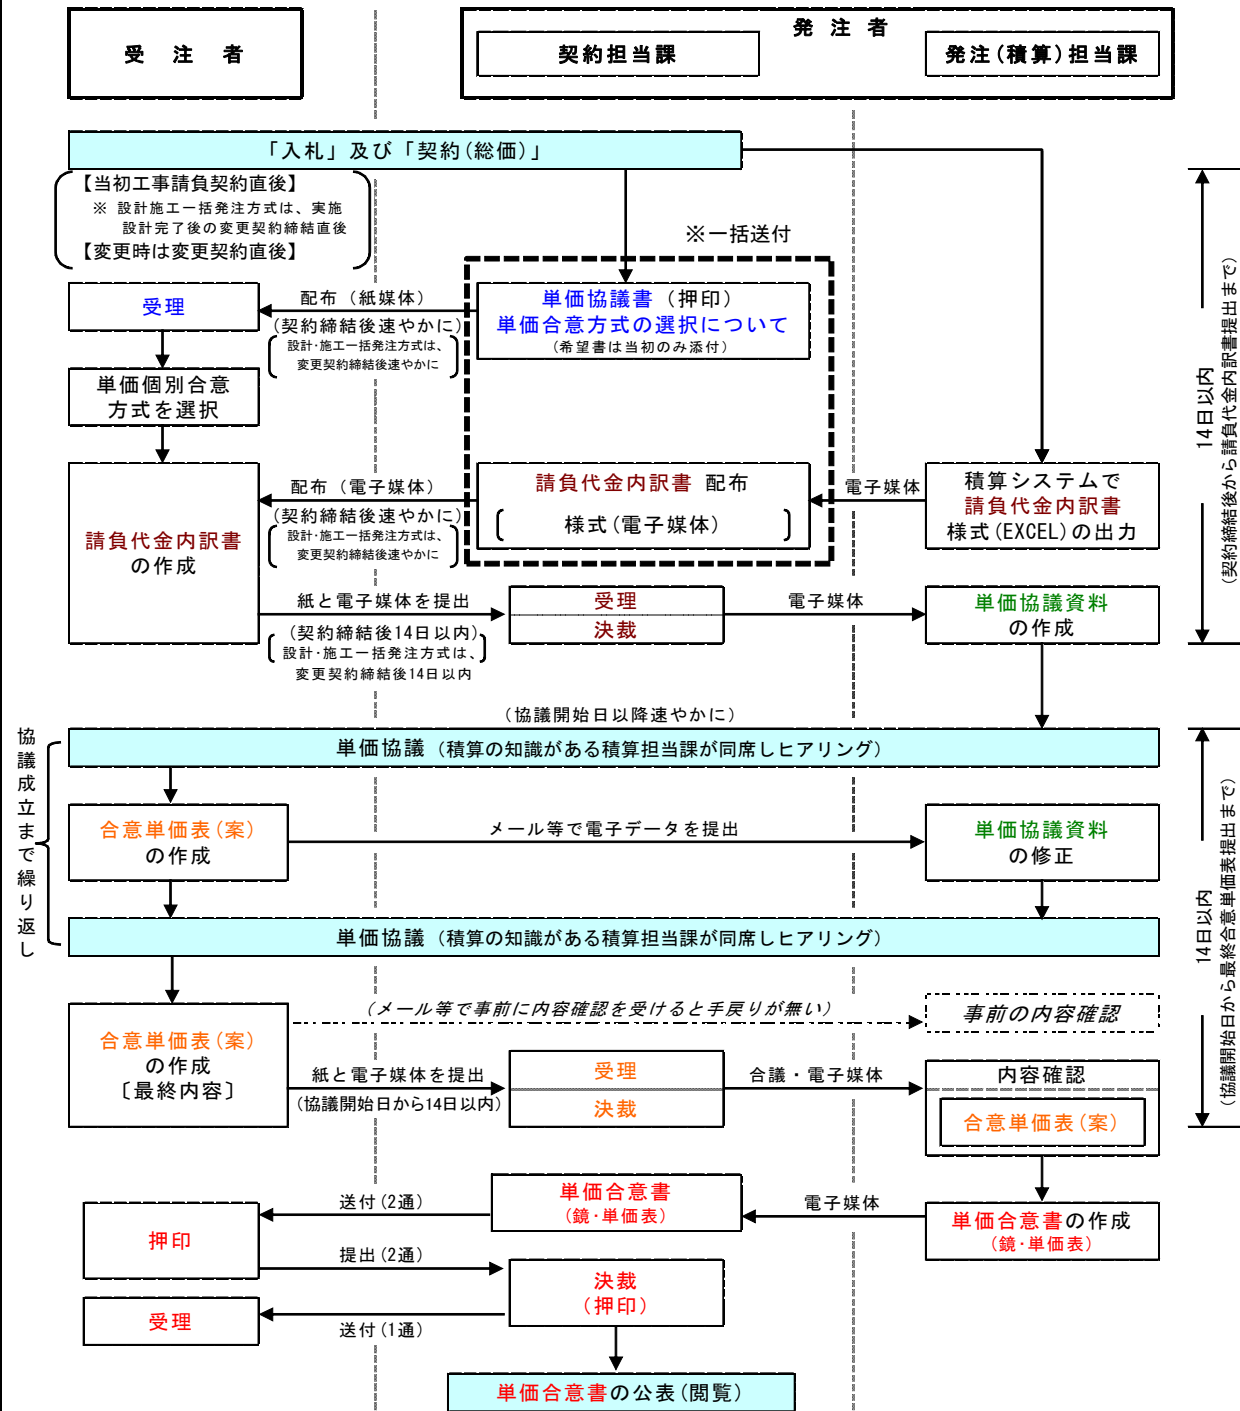 受 注 者
発 注 者
契約担当課
発注(積算)担当課
「入札」及び「契約(総価)」
【当初工事請負契約直後】
※ 設計施工一括発注方式は、実施
設計完了後の変更契約締結直後
【変更時は変更契約直後】
※一括送付
受理
配布(紙媒体)
(契約締結後速やかに)
設計・施工一括発注方式は、
変更契約締結後速やかに
単価協議書(押印)
単価合意方式の選択について
(希望書は当初のみ添付)
単価個別合意
方式を選択
請負代金内訳書
の作成
配布(電子媒体)
(契約締結後速やかに)
設計・施工一括発注方式は、
変更契約締結後速やかに
請負代金内訳書 配布
様式(電子媒体)
電子媒体
積算システムで
請負代金内訳書
様式(EXCEL)の出力
紙と電子媒体を提出
(契約締結後14日以内)
設計・施工一括発注方式は、
変更契約締結後14日以内
受理
決裁
電子媒体
単価協議資料
の作成
14日以内
(契約締結後から請負代金内訳書提出まで)
(協議開始日以降速やかに)
単価協議(積算の知識がある積算担当課が同席しヒアリング)
協議成立まで繰り返し
合意単価表(案)
の作成
メール等で電子データを提出
単価協議資料
の修正
単価協議(積算の知識がある積算担当課が同席しヒアリング)
14日以内
(協議開始日から最終合意単価表提出まで)
(メール等で事前に内容確認を受けると手戻りが無い)
事前の内容確認
合意単価表(案)
の作成
〔最終内容〕
紙と電子媒体を提出
(協議開始日から14日以内)
受理
決裁
合議・電子媒体
内容確認
合意単価表(案)
単価合意書の作成
(鏡・単価表)
電子媒体
単価合意書
(鏡・単価表)
送付(2通)
押印
提出(2通)
決裁
(押印)
受理
送付(1通)
単価合意書の公表(閲覧)